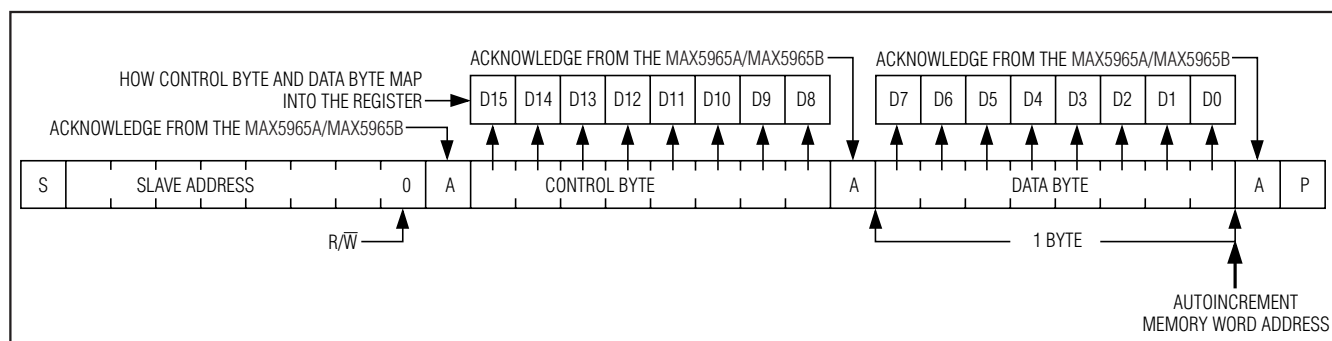 ACKNOWLEDGE FROM THE MAX5965A/MAX5965B
ACKNOWLEDGE FROM THE MAX5965A/MAX5965B
HOW CONTROL BYTE AND DATA BYTE MAP
INTO THE REGISTER
D15 D14 D13 D12 D11 D10 D9 D8
D7 D6 D5 D4 D3 D2 D1 D0
ACKNOWLEDGE FROM THE MAX5965A/MAX5965B
S SLAVE ADDRESS 0 A CONTROL BYTE A DATA BYTE A P
R/W̅
1 BYTE
AUTOINCREMENT
MEMORY WORD ADDRESS